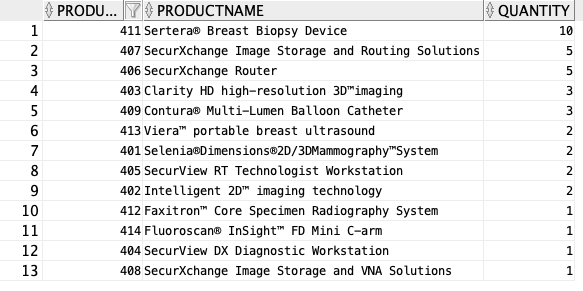 PRODU... PRODUCTNAME QUANTITY
1 411 Sertera® Breast Biopsy Device 10
2 407 SecurXchange Image Storage and Routing Solutions 5
3 406 SecurXchange Router 5
4 403 Clarity HD high-resolution 3D™imaging 3
5 409 Contura® Multi-Lumen Balloon Catheter 3
6 413 Viera™ portable breast ultrasound 2
7 401 Selenia®Dimensions®2D/3DMammography™System 2
8 405 SecurView RT Technologist Workstation 2
9 402 Intelligent 2D™ imaging technology 2
10 412 Faxitron™ Core Specimen Radiography System 1
11 414 Fluoroscan® InSight™ FD Mini C-arm 1
12 404 SecurView DX Diagnostic Workstation 1
13 408 SecurXchange Image Storage and VNA Solutions 1